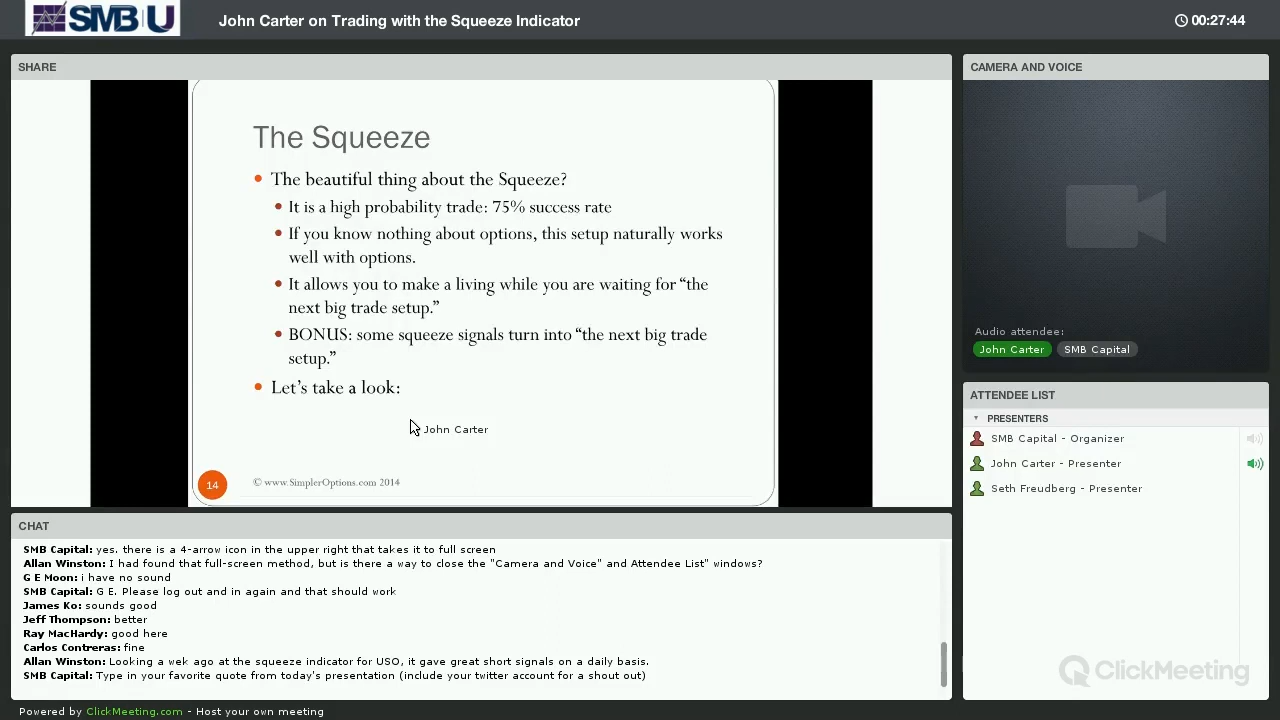 SMB U
John Carter on Trading with the Squeeze Indicator
00:27:44
SHARE
The Squeeze
The beautiful thing about the Squeeze?
It is a high probability trade: 75% success rate
If you know nothing about options, this setup naturally works
well with options.
It allows you to make a living while you are waiting for “the
next big trade setup.”
BONUS: some squeeze signals turn into “the next big trade
setup.”
Let’s take a look:
John Carter
14
© www.SimplerOptions.com 2014
CAMERA AND VOICE
Audio attendee:
John Carter
SMB Capital
ATTENDEE LIST
PRESENTERS
SMB Capital - Organizer
John Carter - Presenter
Seth Freudberg - Presenter
ClickMeeting
CHAT
SMB Capital: yes. there is a 4-arrow icon in the upper right that takes it to full screen
Allan Winston: I had found that full-screen method, but is there a way to close the "Camera and Voice" and Attendee List" windows?
G E Moon: i have no sound
SMB Capital: G E. Please log out and in again and that should work
James Ko: sounds good
Jeff Thompson: better
Ray MacHardy: good here
Carlos Contreras: fine
Allan Winston: Looking a wek ago at the squeeze indicator for USO, it gave great short signals on a daily basis.
SMB Capital: Type in your favorite quote from today's presentation (include your twitter account for a shout out)
Powered by ClickMeeting.com - Host your own meeting